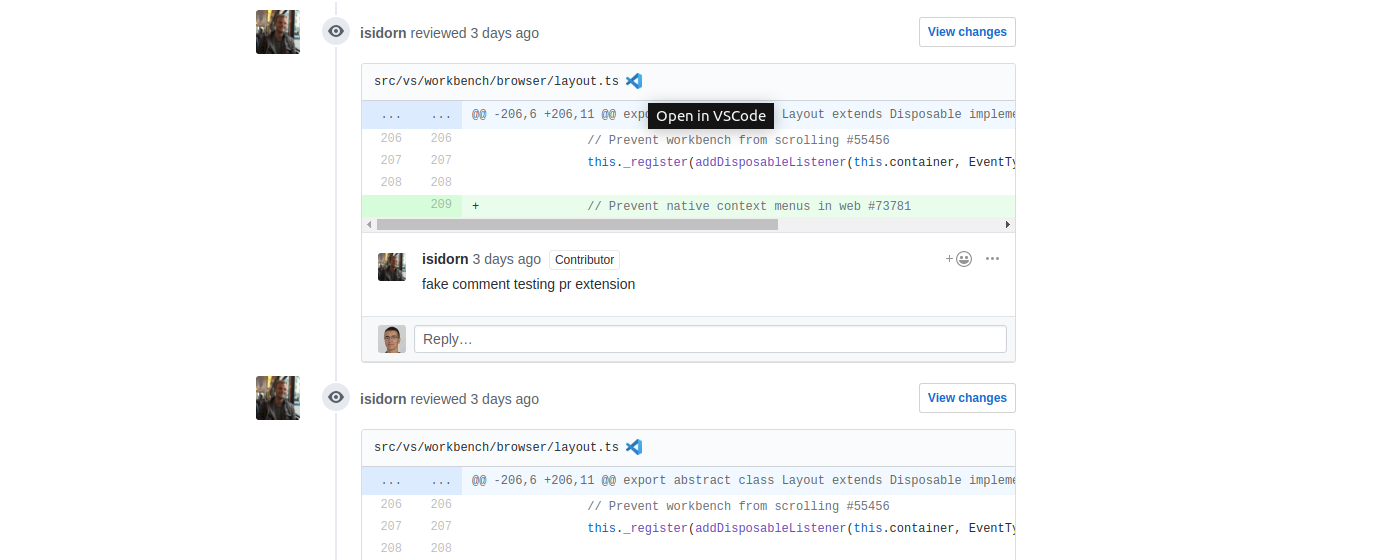 isidorn reviewed 3 days ago
View changes
src/vs/workbench/browser/layout.ts
Open in VSCode
... ... @@ -206,6 +206,11 @@ expo Layout extends Disposable impleme
206 206 // Prevent workbench from scrolling #55456
207 207 this._register(addDisposableListener(this.container, EventTy
208 208
209 + // Prevent native context menus in web #73781
isidorn 3 days ago Contributor
fake comment testing pr extension
Reply…
isidorn reviewed 3 days ago
View changes
src/vs/workbench/browser/layout.ts
... ... @@ -206,6 +206,11 @@ export abstract class Layout extends Disposable impleme
206 206 // Prevent workbench from scrolling #55456
207 207 this._register(addDisposableListener(this.container, EventTy
208 208